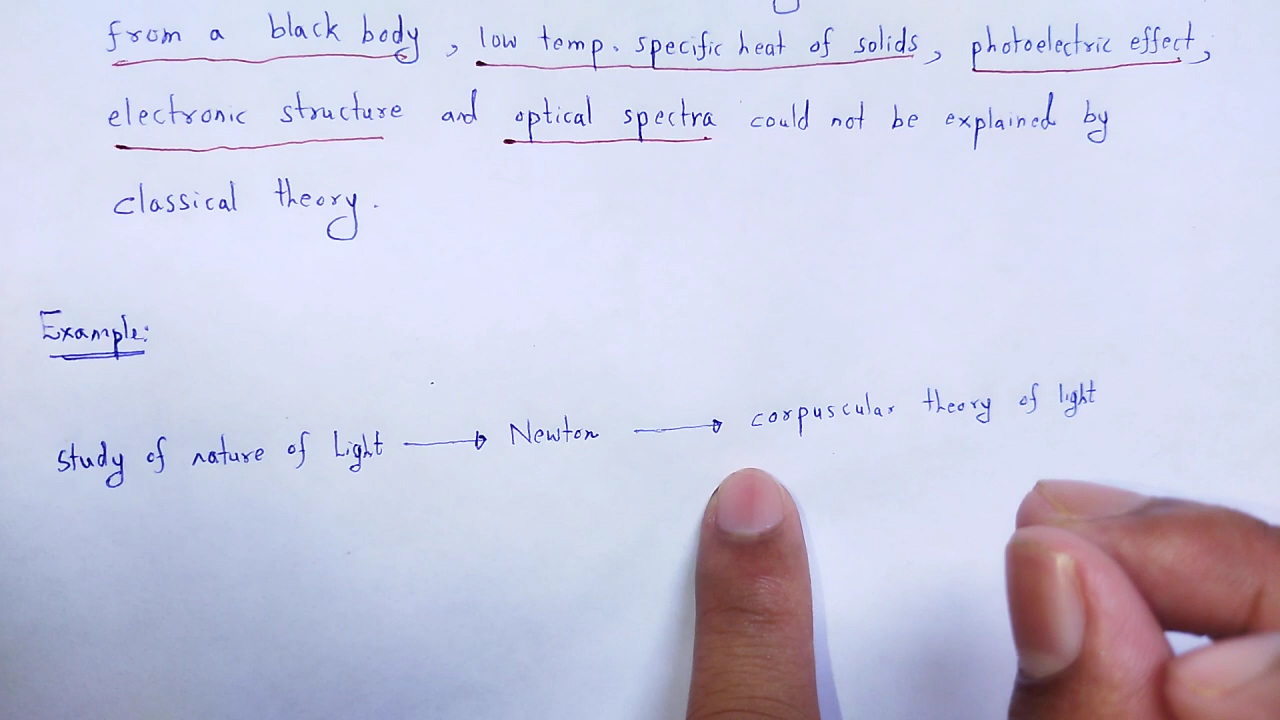 from a black body, low temp. specific heat of solids, photoelectric effect,
electronic structure and optical spectra could not be explained by
classical theory.
Example:
study of nature of Light → Newton → corpuscular theory of light